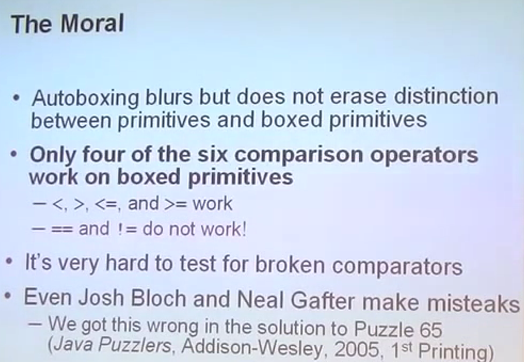 The Moral
• Autoboxing blurs but does not erase distinction
between primitives and boxed primitives
• Only four of the six comparison operators
work on boxed primitives
– <, >, <=, and >= work
– == and != do not work!
• It's very hard to test for broken comparators
• Even Josh Bloch and Neal Gafter make misteaks
– We got this wrong in the solution to Puzzle 65
(Java Puzzlers, Addison-Wesley, 2005, 1st Printing)